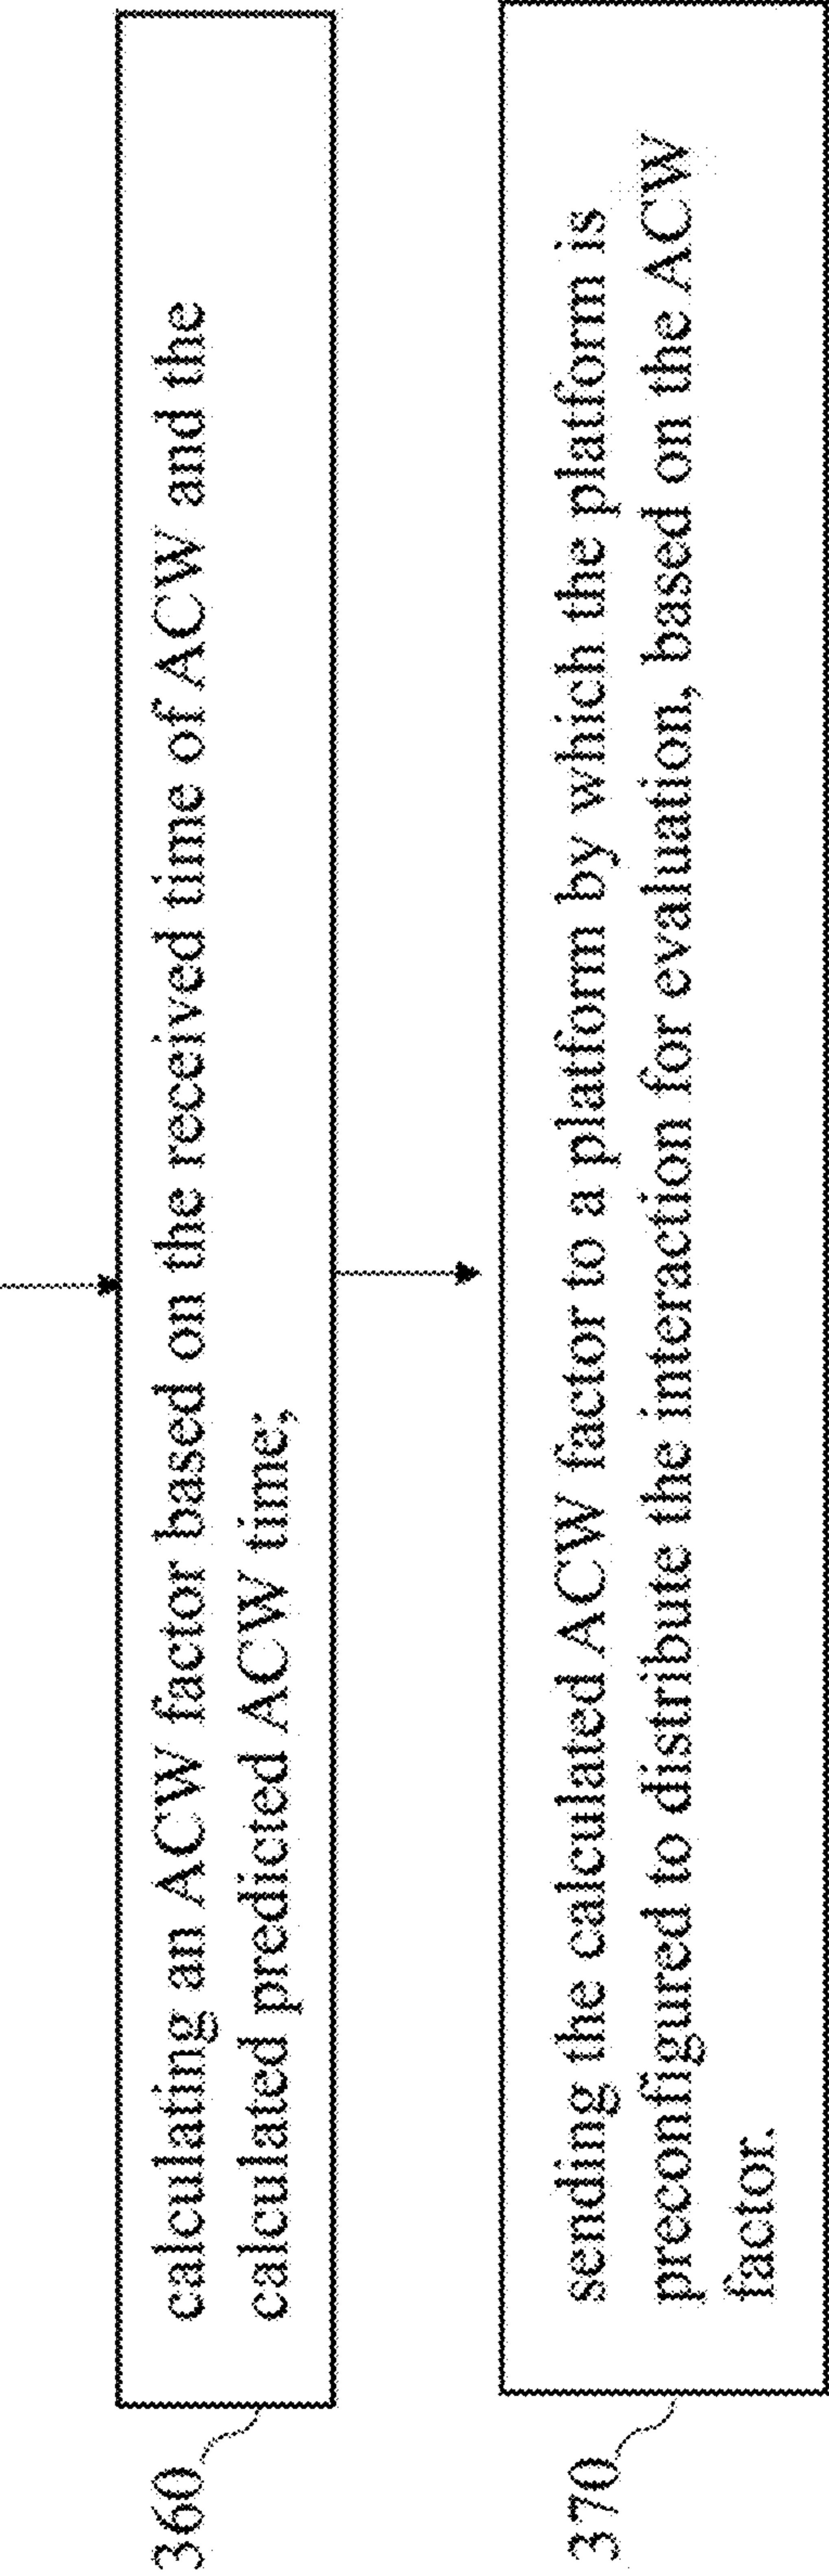 360
calculating an ACW factor based on the received time of ACW and the
calculated predicted ACW time;
370
sending the calculated ACW factor to a platform by which the platform is
preconfigured to distribute the interaction for evaluation, based on the ACW
factor.